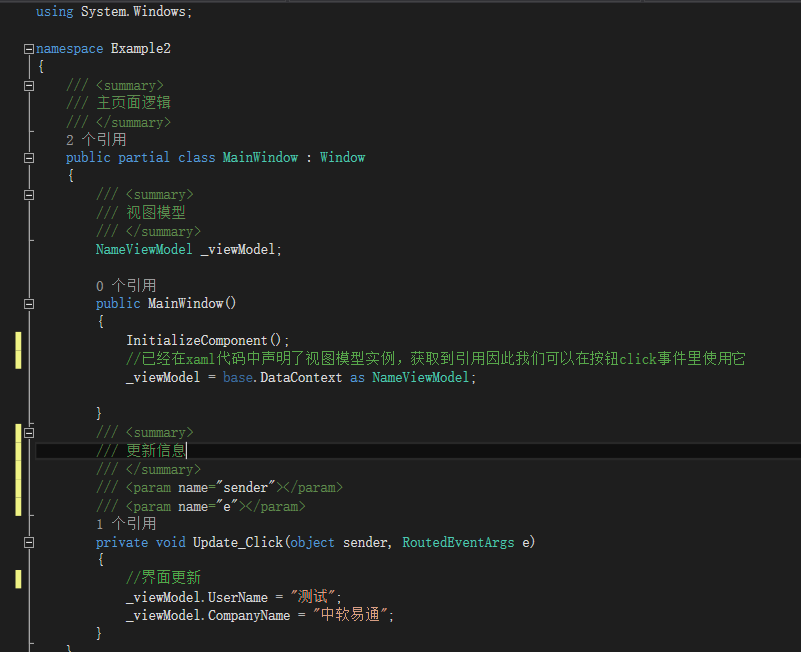 using System.Windows;
namespace Example2
{
/// <summary>
/// 主页面逻辑
/// </summary>
2 个引用
public partial class MainWindow : Window
{
/// <summary>
/// 视图模型
/// </summary>
NameViewModel _viewModel;
0 个引用
public MainWindow()
{
InitializeComponent();
//已经在xaml代码中声明了视图模型实例，获取到引用因此我们可以在按钮click事件里使用它
_viewModel = base.DataContext as NameViewModel;
}
/// <summary>
/// 更新信息
/// </summary>
/// <param name="sender"></param>
/// <param name="e"></param>
1 个引用
private void Update_Click(object sender, RoutedEventArgs e)
{
//界面更新
_viewModel.UserName = "测试";
_viewModel.CompanyName = "中软易通";
}
}